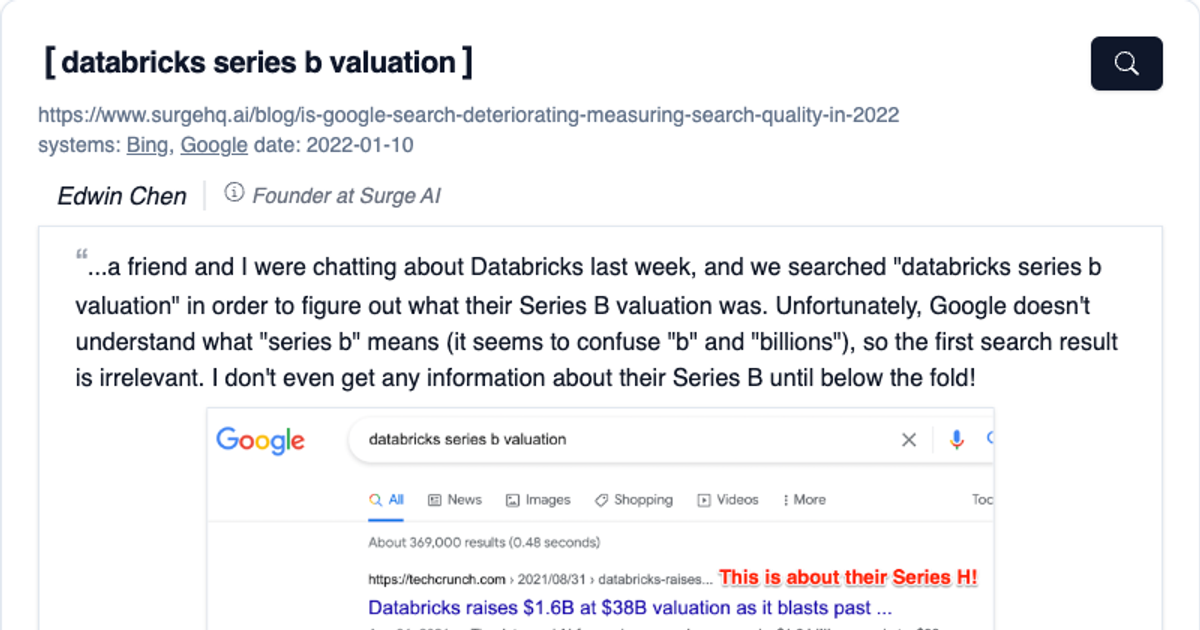 [ databricks series b valuation ]
https://www.surgehq.ai/blog/is-google-search-deteriorating-measuring-search-quality-in-2022
systems: Bing, Google date: 2022-01-10
Edwin Chen
Founder at Surge AI
“...a friend and I were chatting about Databricks last week, and we searched "databricks series b
valuation" in order to figure out what their Series B valuation was. Unfortunately, Google doesn't
understand what "series b" means (it seems to confuse "b" and "billions"), so the first search result
is irrelevant. I don't even get any information about their Series B until below the fold!
Google
databricks series b valuation
All News Images Shopping Videos More
About 369,000 results (0.48 seconds)
https://techcrunch.com › 2021/08/31 › databricks-raises... This is about their Series H!
Databricks raises $1.6B at $38B valuation as it blasts past ...